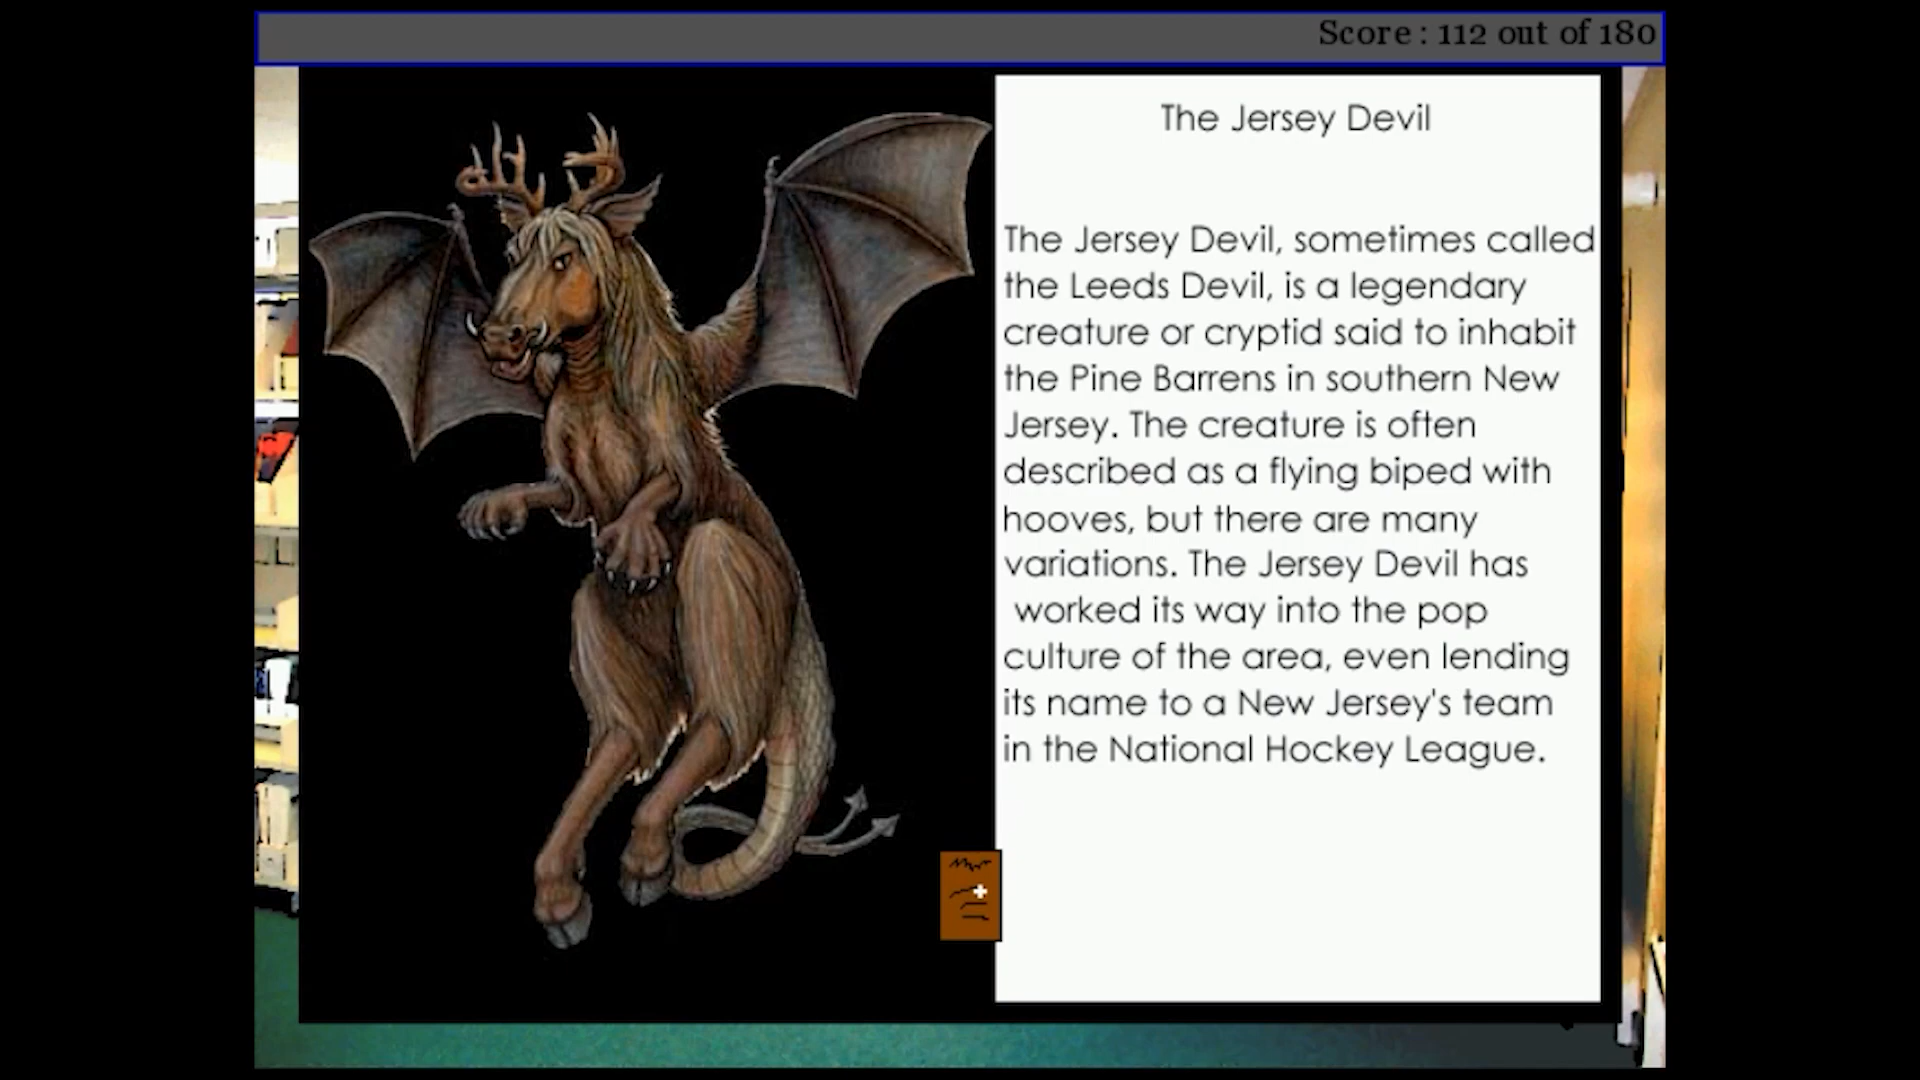 Score : 112 out of 180
The Jersey Devil
The Jersey Devil, sometimes called
the Leeds Devil, is a legendary
creature or cryptid said to inhabit
the Pine Barrens in southern New
Jersey. The creature is often
described as a flying biped with
hooves, but there are many
variations. The Jersey Devil has
worked its way into the pop
culture of the area, even lending
its name to a New Jersey's team
in the National Hockey League.